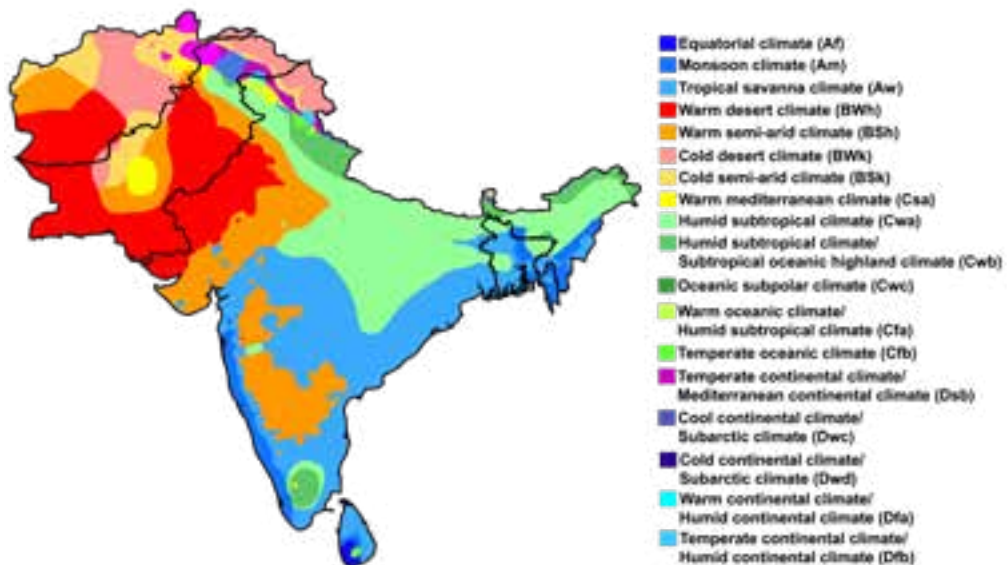 Equatorial climate (Af)
Monsoon climate (Am)
Tropical savanna climate (Aw)
Warm desert climate (BWh)
Warm semi-arid climate (BSh)
Cold desert climate (BWk)
Cold semi-arid climate (BSk)
Warm mediterranean climate (Csa)
Humid subtropical climate (Cwa)
Humid subtropical climate/
Subtropical oceanic highland climate (Cwb)
Oceanic subpolar climate (Cwc)
Warm oceanic climate/
Humid subtropical climate (Cfa)
Temperate oceanic climate (Cfb)
Temperate continental climate/
Mediterranean continental climate (Dsb)
Cool continental climate/
Subarctic climate (Dwc)
Cold continental climate/
Subarctic climate (Dwd)
Warm continental climate/
Humid continental climate (Dfa)
Temperate continental climate/
Humid continental climate (Dfb)